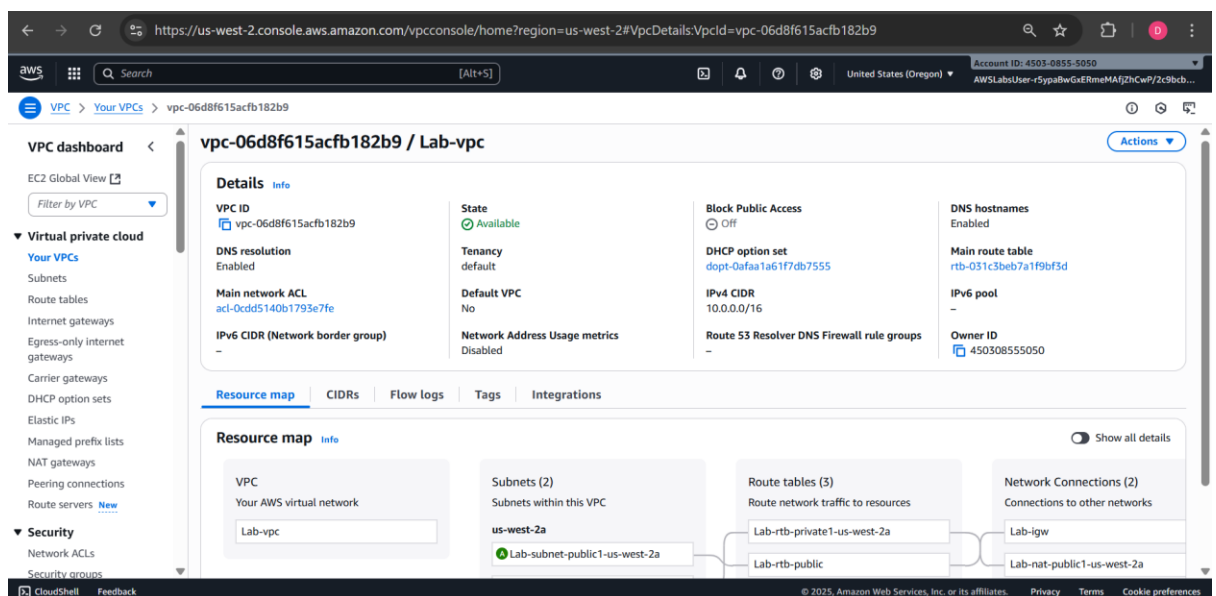 https://us-west-2.console.aws.amazon.com/vpcconsole/home?region=us-west-2#VpcDetails:VpcId=vpc-06d8f615acfb182b9
D
aws
Search
[Alt+S]
United States (Oregon)
Account ID: 4503-0855-5050
AWSLabsUser-r5ypaBwGxERmeMAfjZhCwP/2c9bcb...
VPC > Your VPCs > vpc-06d8f615acfb182b9
VPC dashboard
EC2 Global View
Filter by VPC
Virtual private cloud
Your VPCs
Subnets
Route tables
Internet gateways
Egress-only internet
gateways
Carrier gateways
DHCP option sets
Elastic IPs
Managed prefix lists
NAT gateways
Peering connections
Route servers New
Security
Network ACLs
Security groups
vpc-06d8f615acfb182b9 / Lab-vpc
Actions
Details Info
VPC ID
vpc-06d8f615acfb182b9
State
Available
Block Public Access
Off
DNS hostnames
Enabled
DNS resolution
Enabled
Tenancy
default
DHCP option set
dopt-0afaa1a61f7db7555
Main route table
rtb-031c3beb7a1f9bf3d
Main network ACL
acl-0cdd5140b1793e7fe
Default VPC
No
IPv4 CIDR
10.0.0.0/16
IPv6 pool
–
IPv6 CIDR (Network border group)
–
Network Address Usage metrics
Disabled
Route 53 Resolver DNS Firewall rule groups
–
Owner ID
450308555050
Resource map
CIDRs
Flow logs
Tags
Integrations
Resource map Info
Show all details
VPC
Your AWS virtual network
Lab-vpc
Subnets (2)
Subnets within this VPC
us-west-2a
A Lab-subnet-public1-us-west-2a
Route tables (3)
Route network traffic to resources
Lab-rtb-private1-us-west-2a
Lab-rtb-public
Network Connections (2)
Connections to other networks
Lab-igw
Lab-nat-public1-us-west-2a
CloudShell Feedback
© 2025, Amazon Web Services, Inc. or its affiliates. Privacy Terms Cookie preferences